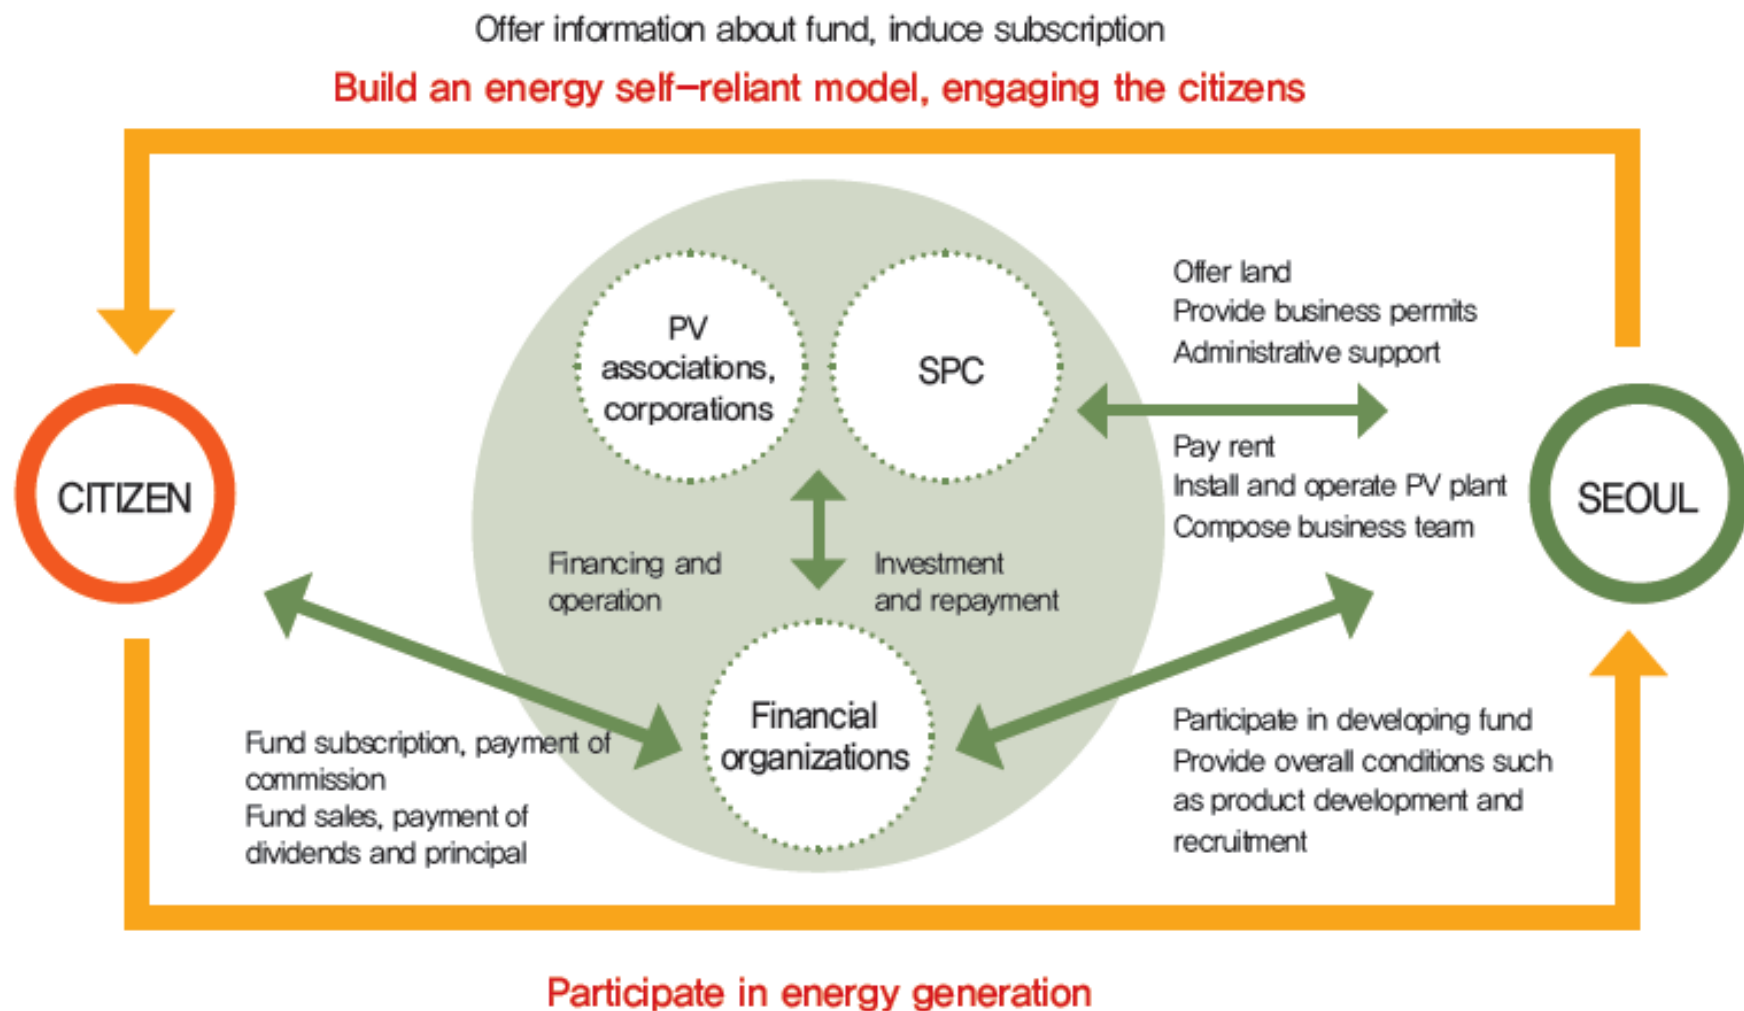 Offer information about fund, induce subscription
Build an energy self-reliant model, engaging the citizens
PV
associations,
corporations
SPC
Offer land
Provide business permits
Administrative support
CITIZEN
Pay rent
Install and operate PV plant
Compose business team
SEOUL
Financing and
operation
Investment
and repayment
Financial
organizations
Fund subscription, payment of
commission
Fund sales, payment of
dividends and principal
Participate in developing fund
Provide overall conditions such
as product development and
recruitment
Participate in energy generation